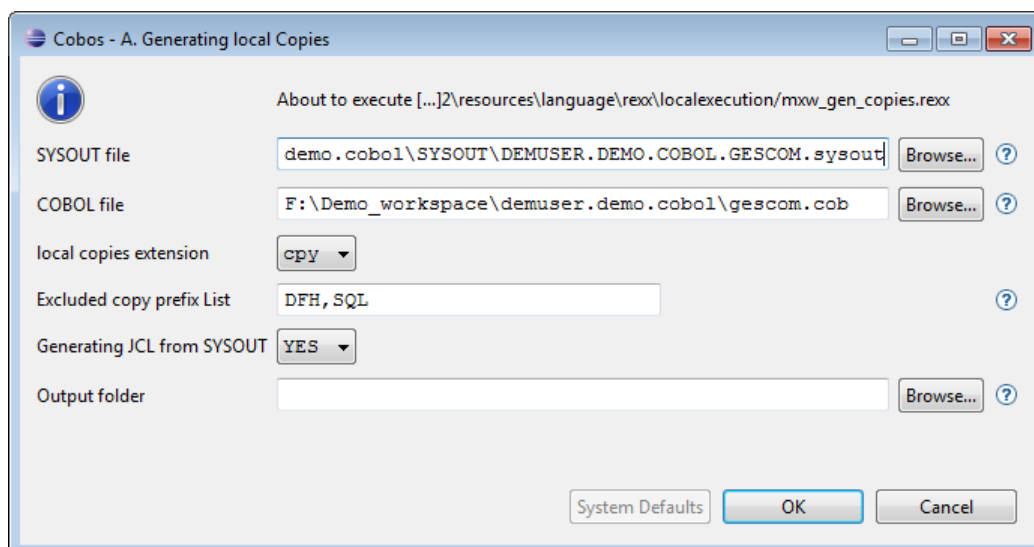 Cobos - A. Generating local Copies
About to execute [...]2\resources\language\rexx\localexecution/mxw_gen_copies.rexx
SYSOUT file demo.cobol\SYSOUT\DEMUSER.DEMO.COBOL.GESCOM.sysout Browse... ?
COBOL file F:\Demo_workspace\demuser.demo.cobol\gescom.cob Browse... ?
local copies extension cpy
Excluded copy prefix List DFH,SQL ?
Generating JCL from SYSOUT YES
Output folder Browse... ?
System Defaults OK Cancel